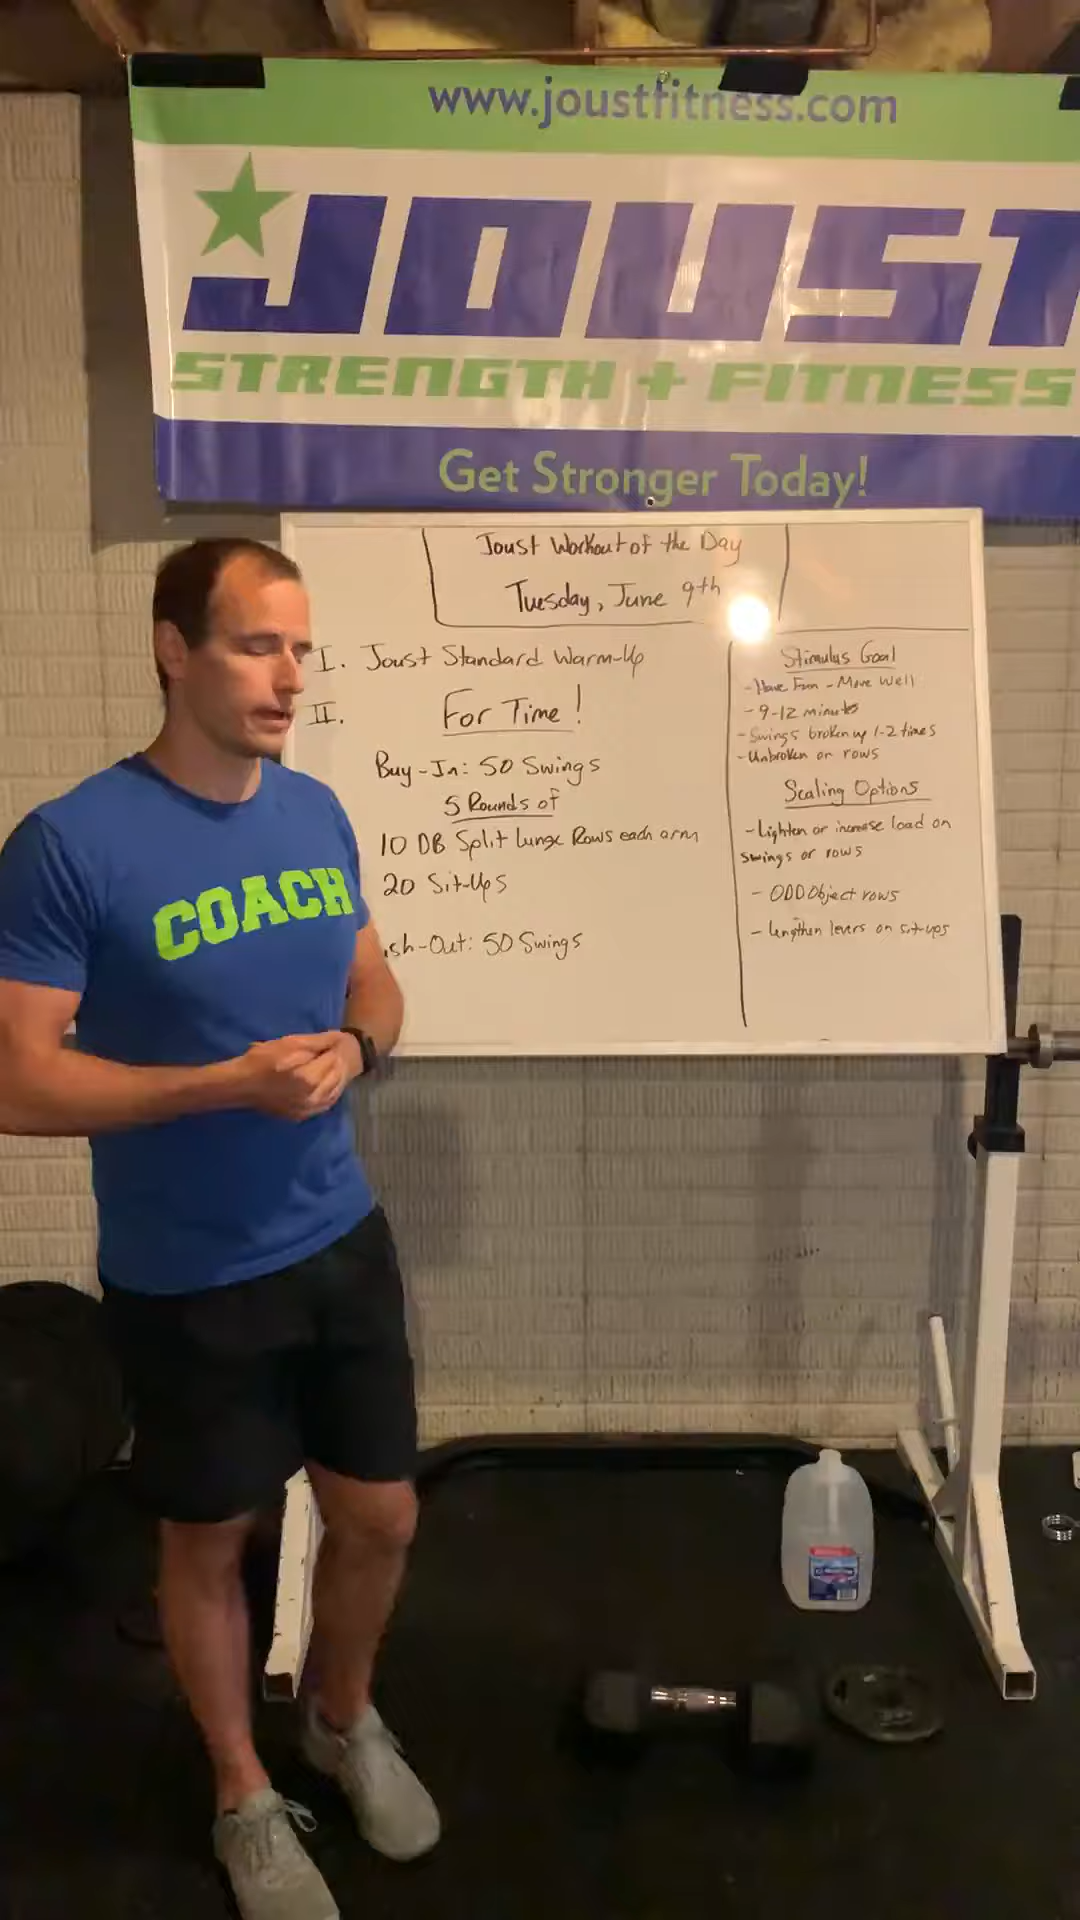 www.joustfitness.com
JOUST
STRENGTH + FITNESS
Get Stronger Today!
Joust Workout of the Day
Tuesday, June 9th
I. Joust Standard Warm-Up
II. For Time!
Buy-In: 50 Swings
5 Rounds of
10 DB Split Lunge Rows each arm
20 Sit-Ups
sh-Out: 50 Swings
Stimulus Goal
- Have Fun - Move Well
- 9-12 minutes
- Swings broken up 1-2 times
- Unbroken on rows
Scaling Options
- Lighten or increase load on
swings or rows
- ODD Object rows
- Lengthen levers on sit-ups
COACH